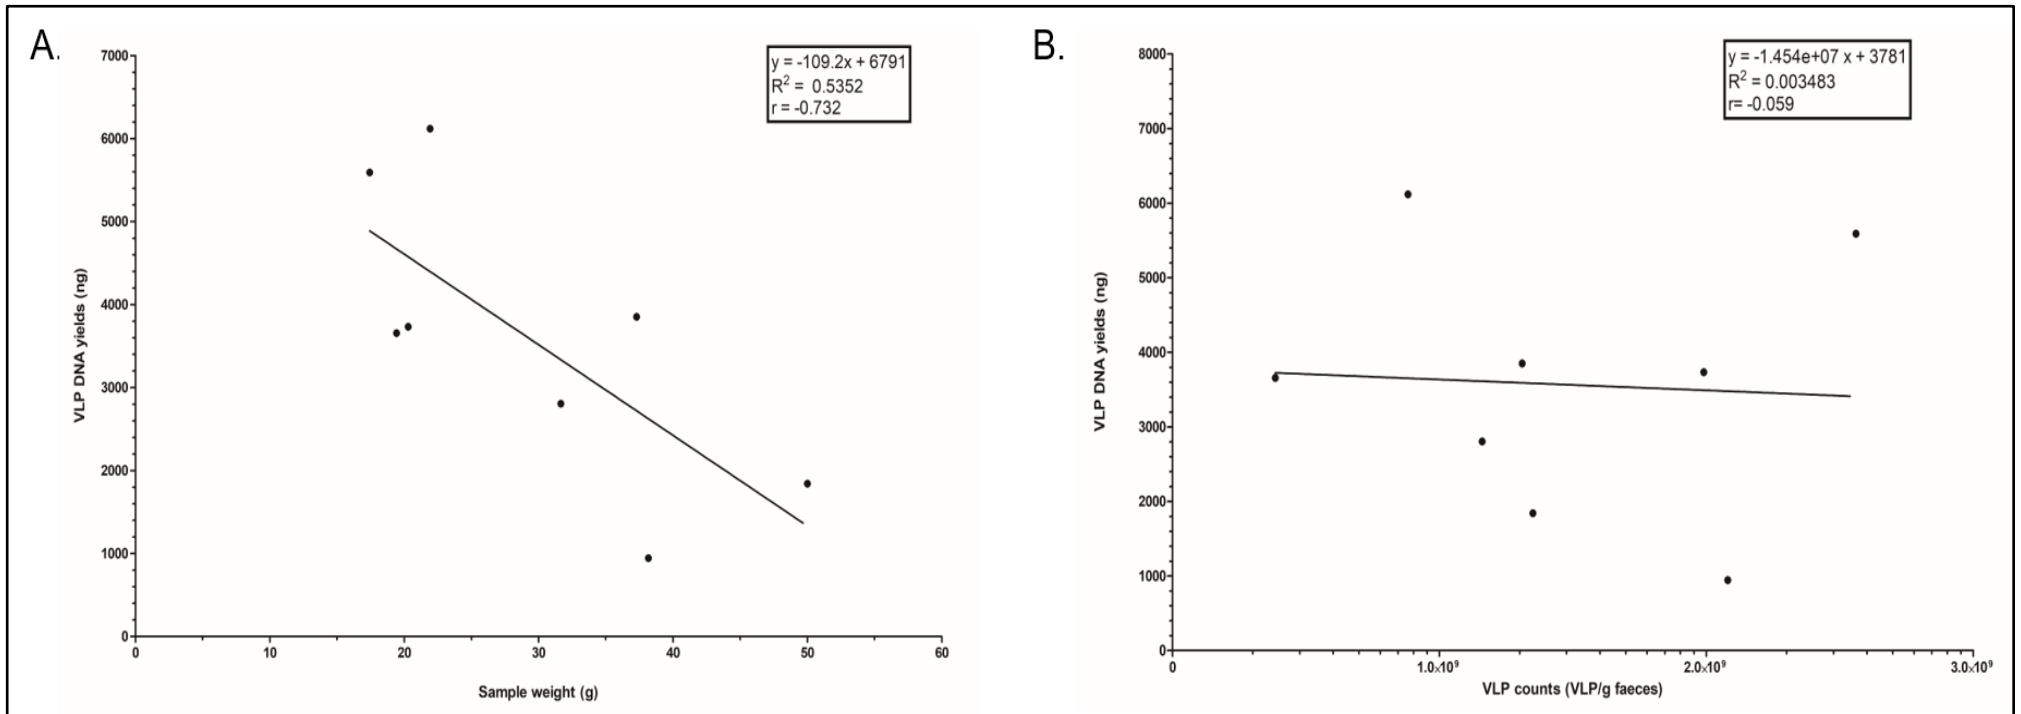 A.
7000
6000
5000
4000
3000
2000
1000
0
0 10 20 30 40 50 60
VLP DNA yields (ng)
Sample weight (g)
y = -109.2x + 6791
R² = 0.5352
r = -0.732
B.
8000
7000
6000
5000
4000
3000
2000
1000
0
0 1.0×10⁹ 2.0×10⁹ 3.0×10⁹
VLP DNA yields (ng)
VLP counts (VLP/g faeces)
y = -1.454e+07 x + 3781
R² = 0.003483
r= -0.059